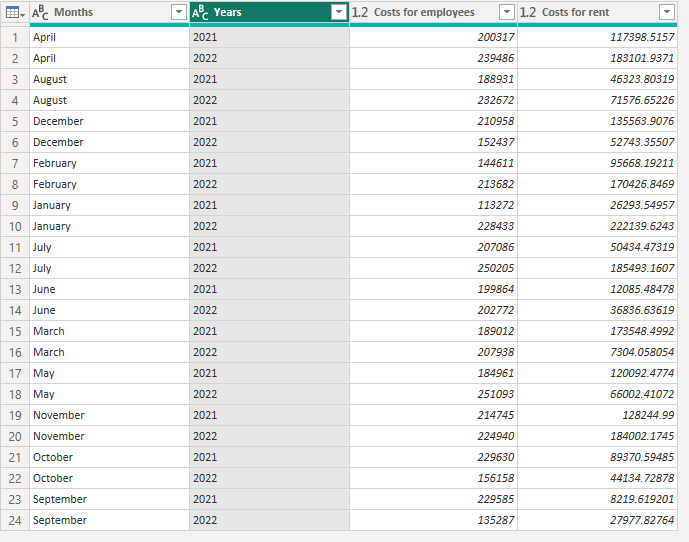 ABC Months ABC Years 1.2 Costs for employees 1.2 Costs for rent
1 April 2021 200317 117398.5157
2 April 2022 239486 183101.9371
3 August 2021 188931 46323.80319
4 August 2022 232672 71576.65226
5 December 2021 210958 135563.9076
6 December 2022 152437 52743.35507
7 February 2021 144611 95668.19211
8 February 2022 213682 170426.8469
9 January 2021 113272 26293.54957
10 January 2022 228433 222139.6243
11 July 2021 207086 50434.47319
12 July 2022 250205 185493.1607
13 June 2021 199864 12085.48478
14 June 2022 202772 36836.63619
15 March 2021 189012 173548.4992
16 March 2022 207938 7304.058054
17 May 2021 184961 120092.4774
18 May 2022 251093 66002.41072
19 November 2021 214745 128244.99
20 November 2022 224940 184002.1745
21 October 2021 229630 89370.59485
22 October 2022 156158 44134.72878
23 September 2021 229585 8219.619201
24 September 2022 135287 27977.82764